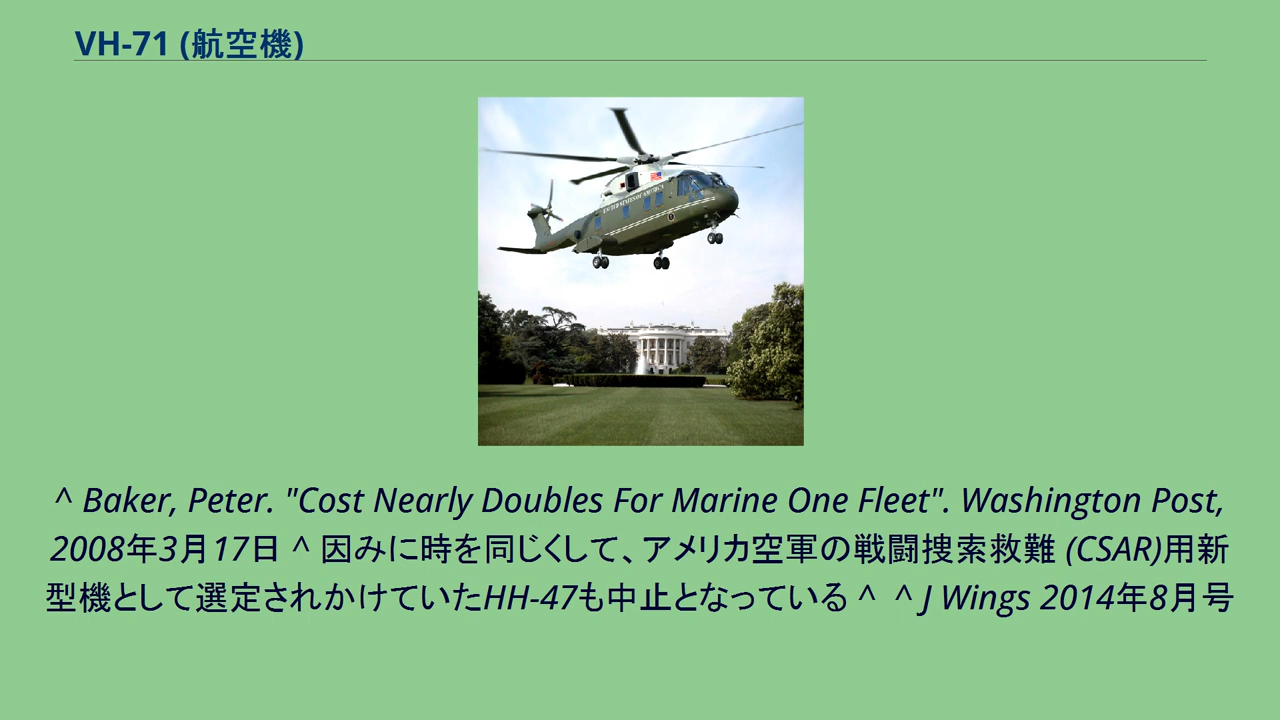 VH-71 (航空機)
UNITED STATES OF AMERICA
^ Baker, Peter. "Cost Nearly Doubles For Marine One Fleet". Washington Post,
2008年3月17日 ^ 因みに時を同じくして、アメリカ空軍の戦闘捜索救難 (CSAR)用新
型機として選定されかけていたHH-47も中止となっている ^ ^ J Wings 2014年8月号